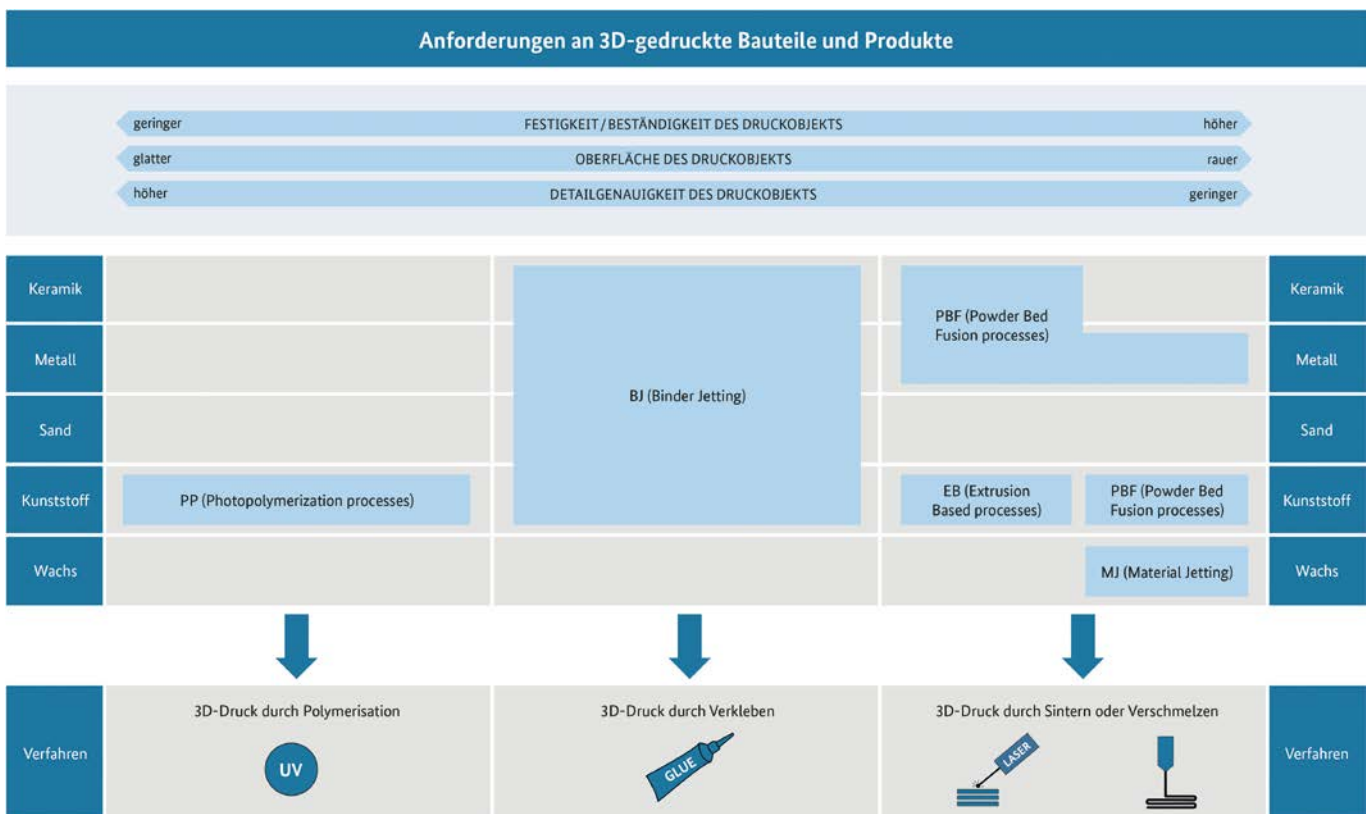 Anforderungen an 3D-gedruckte Bauteile und Produkte
geringer FESTIGKEIT / BESTÄNDIGKEIT DES DRUCKOBJEKTS höher
glatter OBERFLÄCHE DES DRUCKOBJEKTS rauer
höher DETAILGENAUIGKEIT DES DRUCKOBJEKTS geringer
Keramik Keramik
PBF (Powder Bed
Fusion processes)
Metall Metall
BJ (Binder Jetting)
Sand Sand
Kunststoff PP (Photopolymerization processes) Kunststoff
EB (Extrusion
Based processes)
PBF (Powder Bed
Fusion processes)
Wachs MJ (Material Jetting) Wachs
3D-Druck durch Polymerisation 3D-Druck durch Verkleben 3D-Druck durch Sintern oder Verschmelzen
Verfahren UV GLUE LASER Verfahren